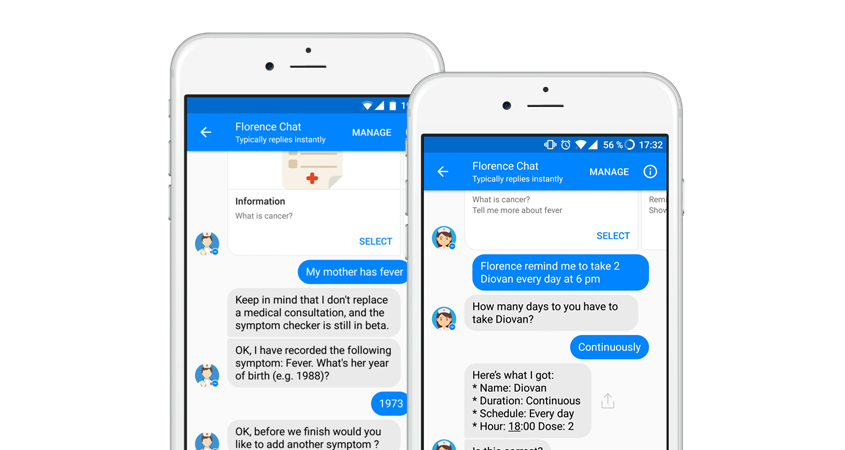 Florence Chat
Typically replies instantly
MANAGE
Information
What is cancer?
SELECT
My mother has fever
Keep in mind that I don't replace
a medical consultation, and the
symptom checker is still in beta.
OK, I have recorded the following
symptom: Fever. What's her year
of birth (e.g. 1988)?
1973
OK, before we finish would you
like to add another symptom ?
56 % 17:32
Florence Chat
Typically replies instantly
MANAGE
What is cancer?
Tell me more about fever
SELECT
Show
Florence remind me to take 2
Diovan every day at 6 pm
How many days to you have to
take Diovan?
Continuously
Here's what I got:
* Name: Diovan
* Duration: Continuous
* Schedule: Every day
* Hour: 18:00 Dose: 2
Is this correct?